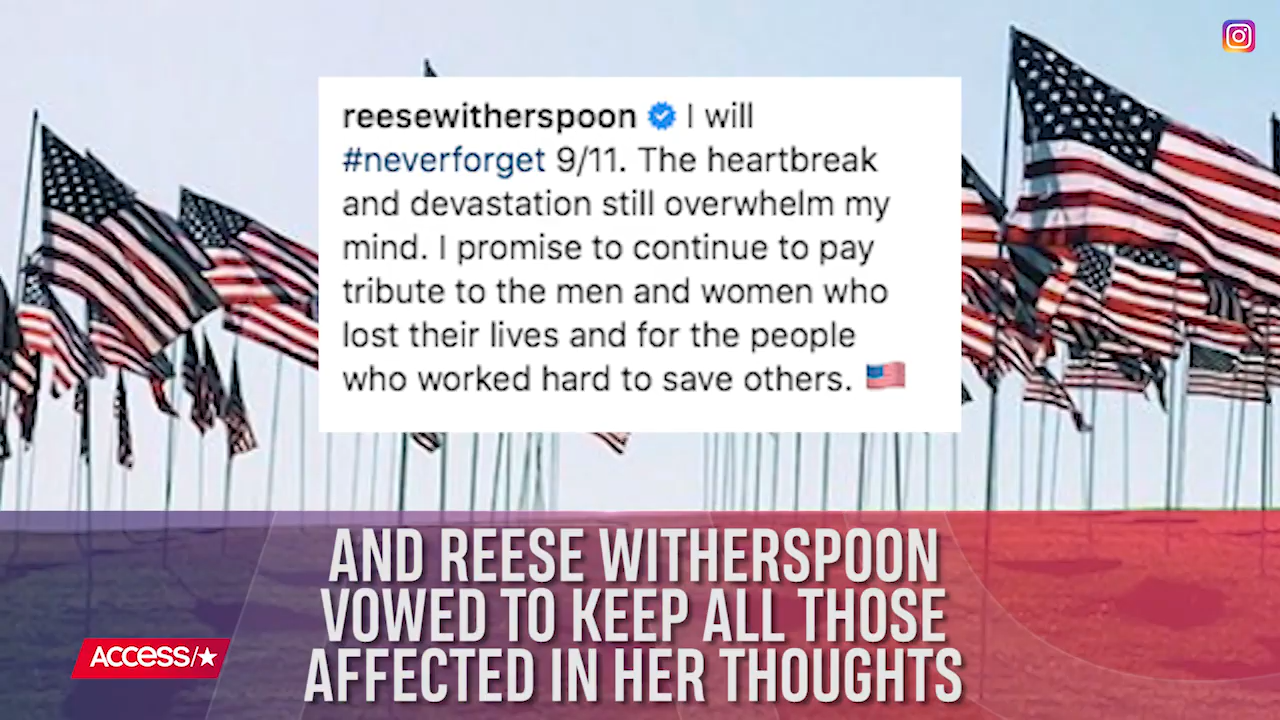 reesewitherspoon I will
#neverforget 9/11. The heartbreak
and devastation still overwhelm my
mind. I promise to continue to pay
tribute to the men and women who
lost their lives and for the people
who worked hard to save others. 🇺🇸
AND REESE WITHERSPOON
VOWED TO KEEP ALL THOSE
AFFECTED IN HER THOUGHTS
ACCESS/★